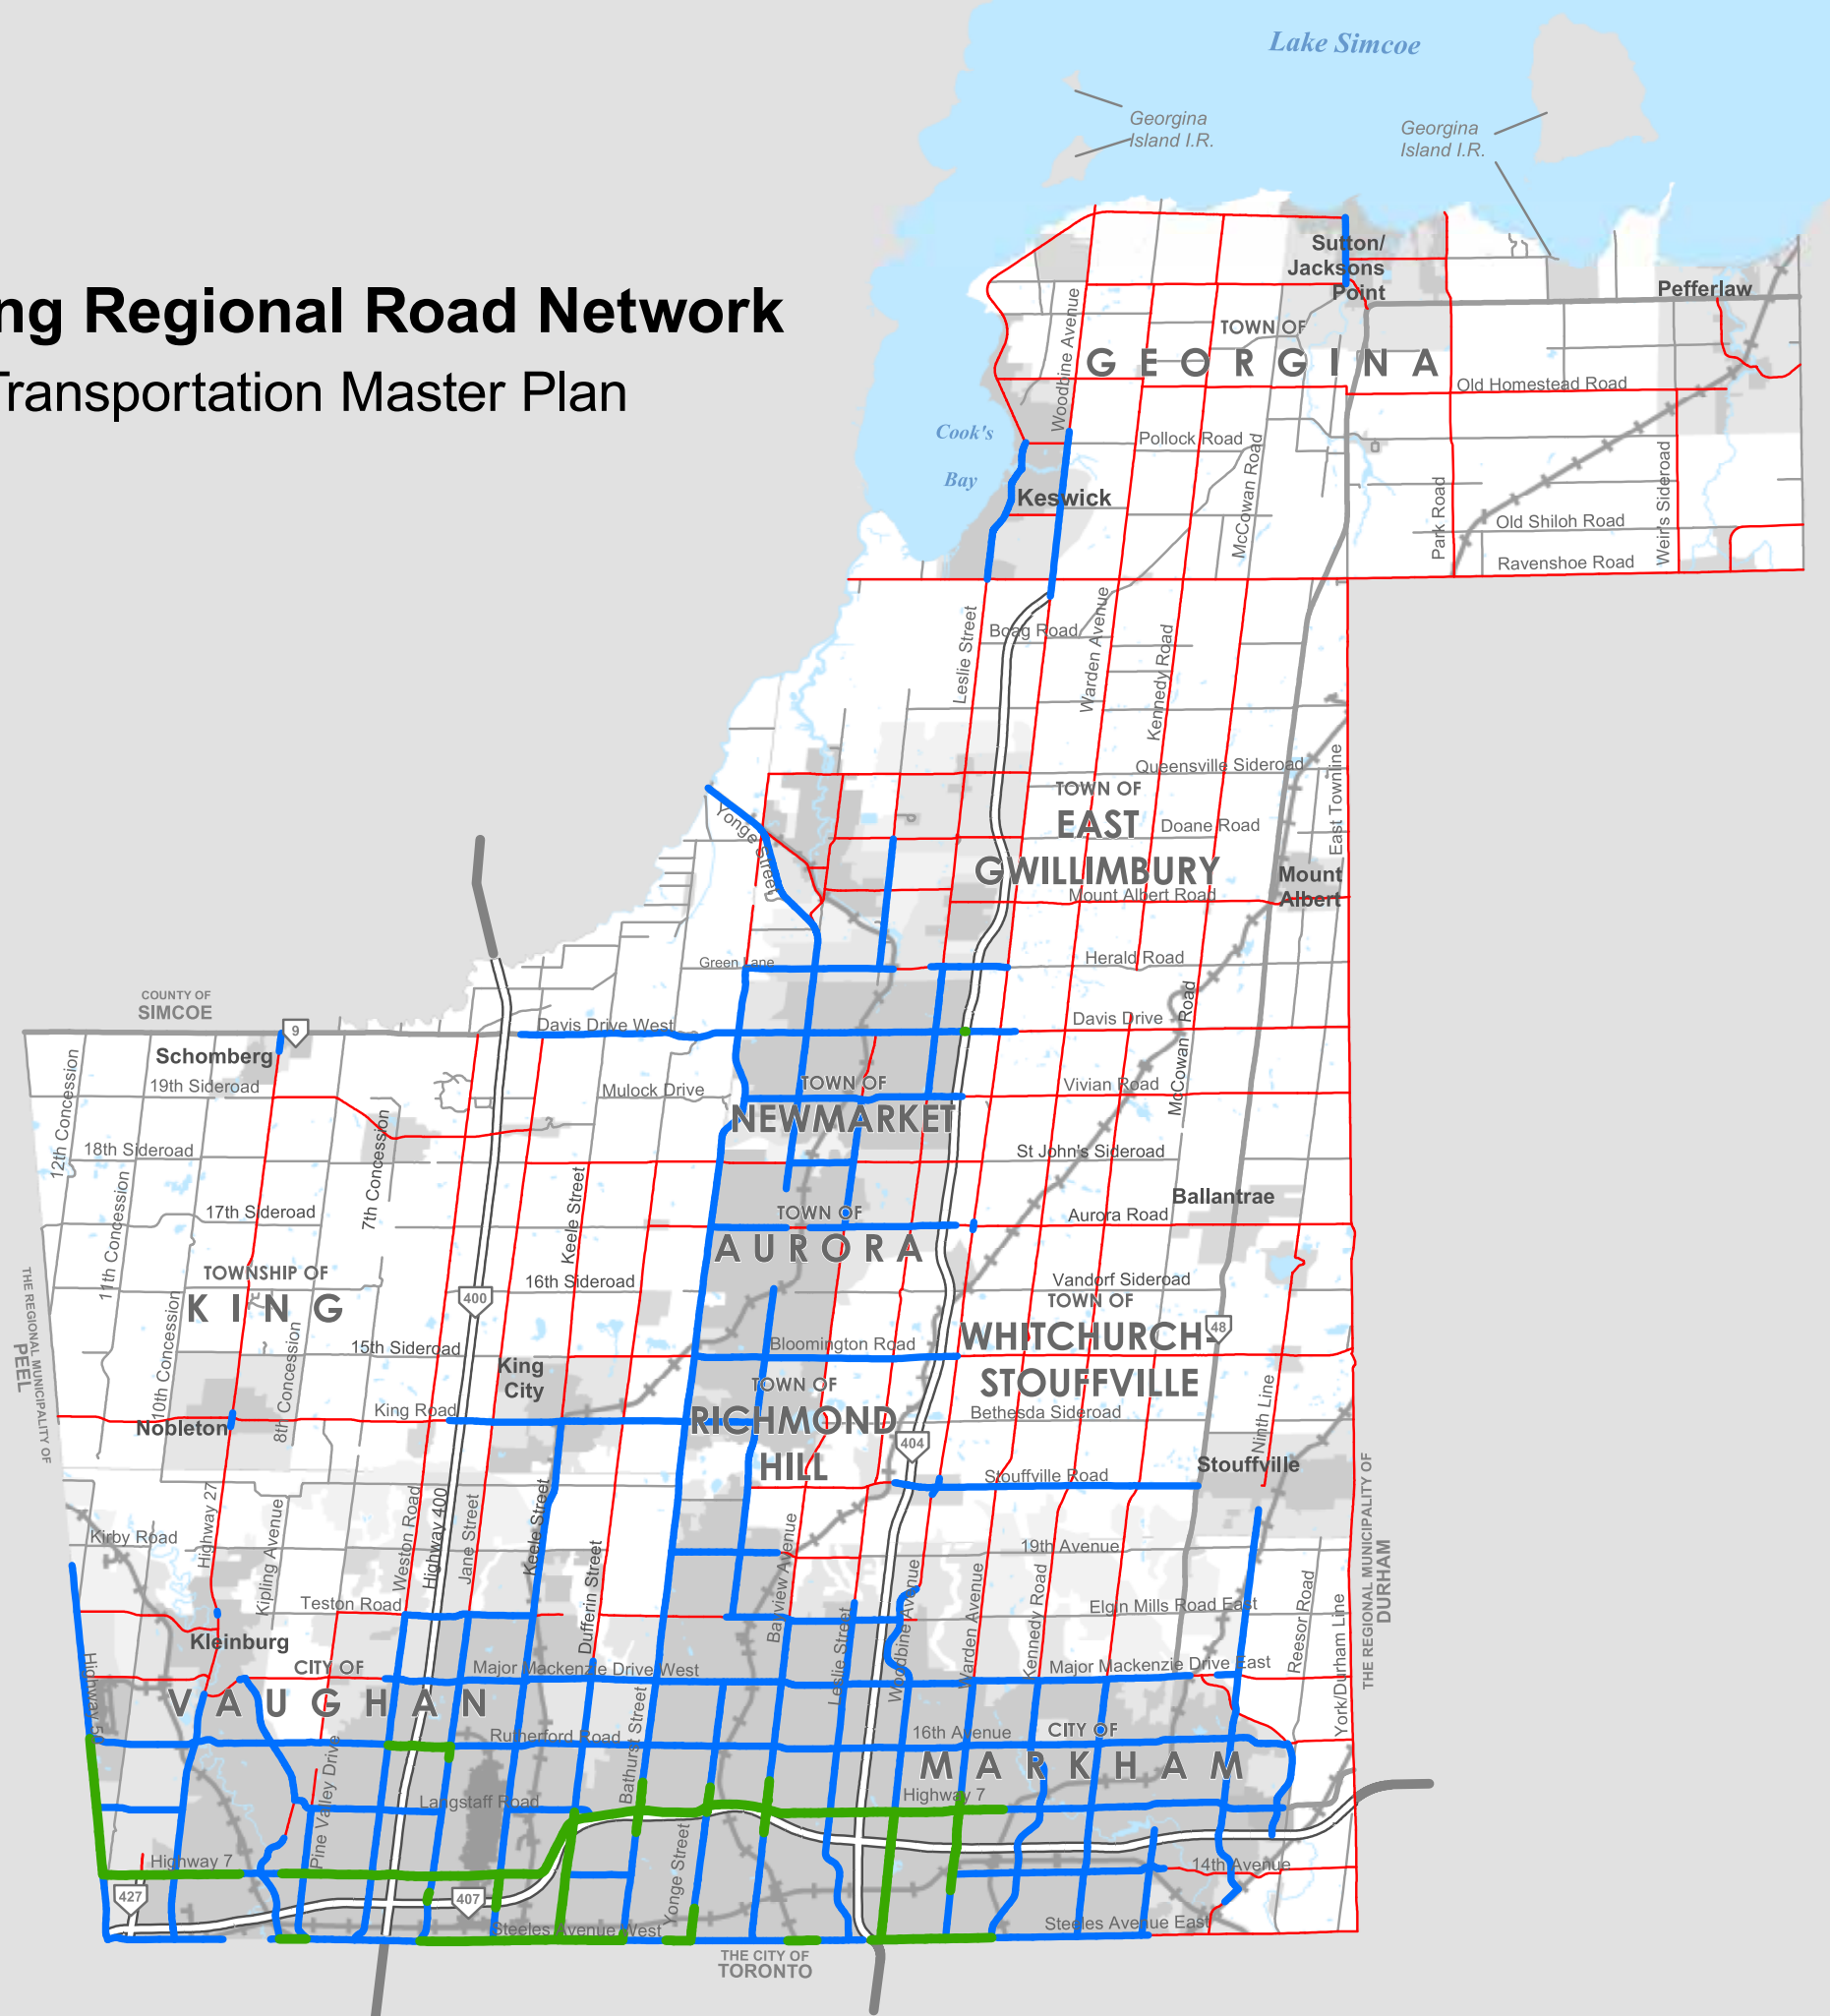 Lake Simcoe
Georgina
Island I.R.
Georgina
Island I.R.
Sutton/
Jacksons
Point
Pefferlaw
ng Regional Road Network
Transportation Master Plan
Woodbine Avenue
TOWN OF
GEORGINA
Old Homestead Road
Cook's
Bay
Pollock Road
McCowan Road
Keswick
Park Road
Weir's Sideroad
Old Shiloh Road
Ravenshoe Road
Leslie Street
Boag Road
Warden Avenue
Kennedy Road
Queensville Sideroad
East Townline
TOWN OF
EAST
GWILLIMBURY
Doane Road
Yonge Street
Mount
Albert
Mount Albert Road
Green Lane
Herald Road
COUNTY OF
SIMCOE
9
Davis Drive West
Davis Drive
McCowan Road
Schomberg
19th Sideroad
12th Concession
Mulock Drive
TOWN OF
NEWMARKET
Vivian Road
18th Sideroad
7th Concession
St John's Sideroad
11th Concession
17th Sideroad
Keele Street
TOWN OF
AURORA
Ballantrae
Aurora Road
TOWNSHIP OF
KING
16th Sideroad
Vandorf Sideroad
THE REGIONAL MUNICIPALITY OF
PEEL
400
10th Concession
8th Concession
15th Sideroad
King
City
Bloomington Road
TOWN OF
WHITCHURCH-
STOUFFVILLE
48
TOWN OF
RICHMOND
HILL
Nobleton
King Road
Bethesda Sideroad
Ninth Line
404
Stouffville Road
Stouffville
Kirby Road
Highway 27
Kipling Avenue
Weston Road
Highway 400
Jane Street
Keele Street
Dufferin Street
Bayview Avenue
19th Avenue
THE REGIONAL MUNICIPALITY OF
DURHAM
Teston Road
Leslie Street
Woodbine Avenue
Warden Avenue
Kennedy Road
Elgin Mills Road East
Reesor Road
York/Durham Line
Kleinburg
CITY OF
VAUGHAN
Major Mackenzie Drive West
Major Mackenzie Drive East
Highway 50
Rutherford Road
Bathurst Street
16th Avenue
CITY OF
MARKHAM
Pine Valley Drive
Langstaff Road
Highway 7
Highway 7
Yonge Street
14th Avenue
427
407
Steeles Avenue West
Steeles Avenue East
THE CITY OF
TORONTO